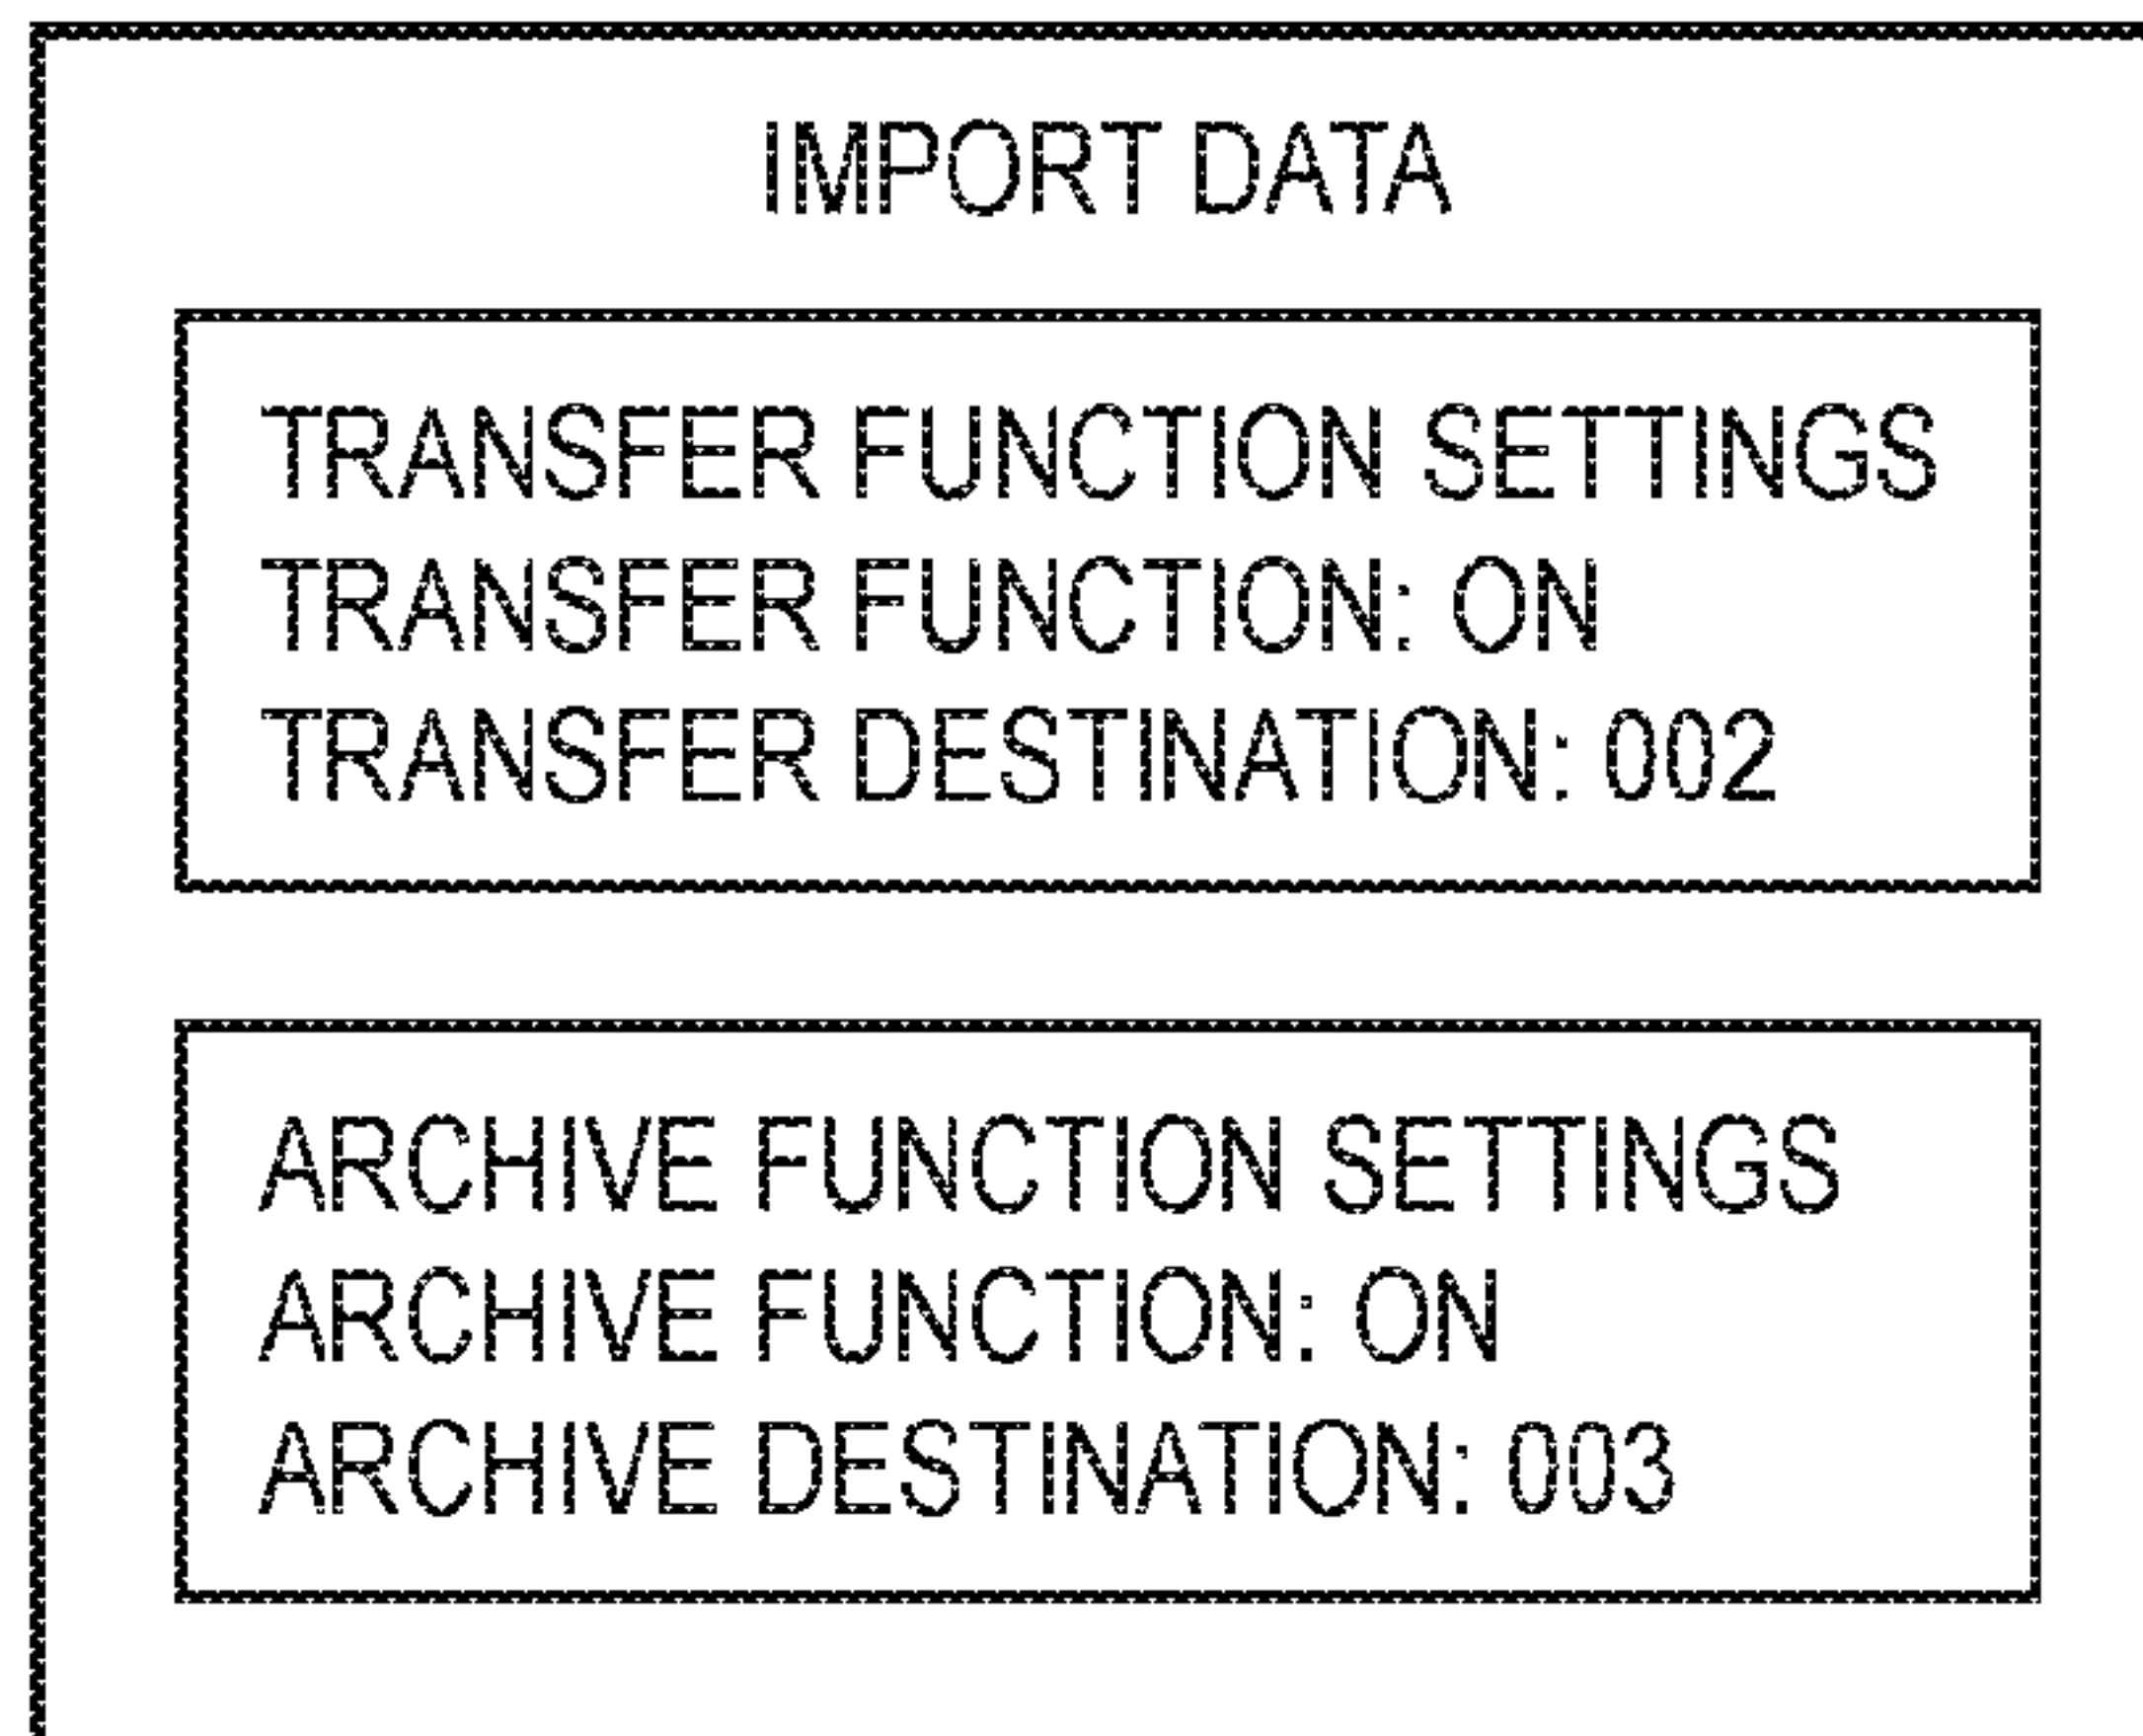 IMPORT DATA
TRANSFER FUNCTION SETTINGS
TRANSFER FUNCTION: ON
TRANSFER DESTINATION: 002
ARCHIVE FUNCTION SETTINGS
ARCHIVE FUNCTION: ON
ARCHIVE DESTINATION: 003